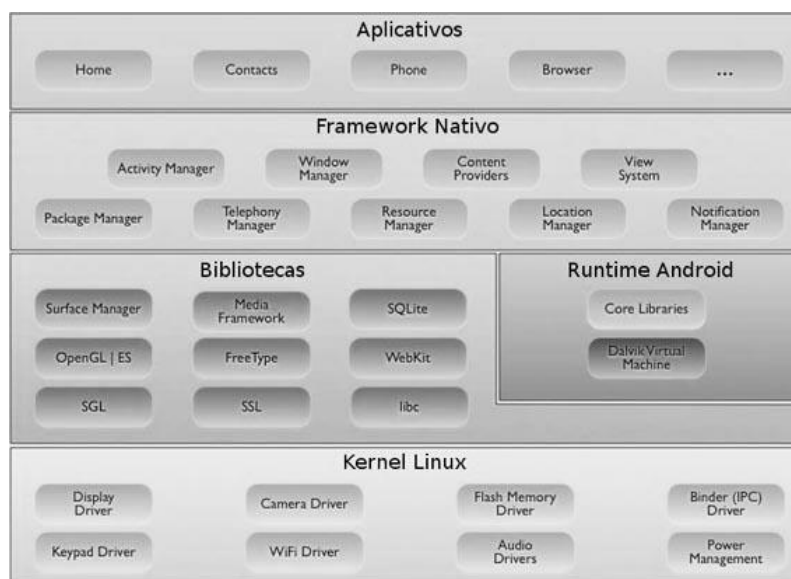 Aplicativos
Home
Contacts
Phone
Browser
...
Framework Nativo
Activity Manager
Window
Manager
Content
Providers
View
System
Package Manager
Telephony
Manager
Resource
Manager
Location
Manager
Notification
Manager
Bibliotecas
Surface Manager
Media
Framework
SQLite
OpenGL | ES
FreeType
WebKit
SGL
SSL
libc
Runtime Android
Core Libraries
Dalvik Virtual
Machine
Kernel Linux
Display
Driver
Camera Driver
Flash Memory
Driver
Binder (IPC)
Driver
Keypad Driver
WiFi Driver
Audio
Drivers
Power
Management